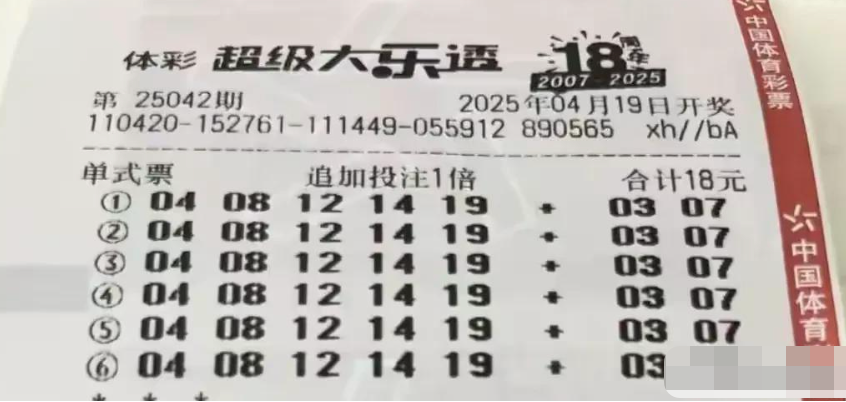 体彩 超级大乐透 18周年
2007-2025
第 25042期 2025年04月19日开奖
110420-152761-111449-055912 890565 xh//bA
单式票 追加投注1倍 合计18元
① 04 08 12 14 19 + 03 07
② 04 08 12 14 19 + 03 07
③ 04 08 12 14 19 + 03 07
④ 04 08 12 14 19 + 03 07
⑤ 04 08 12 14 19 + 03 07
⑥ 04 08 12 14 19 + 03
* * *
中国体育彩票
中国体育